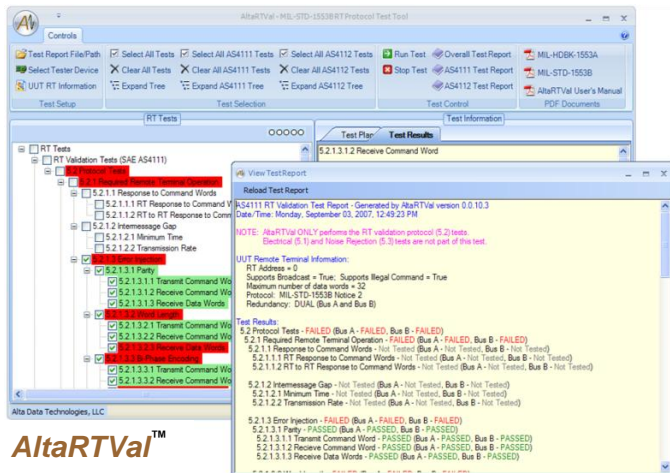 AltaRTVal - MIL-STD-1553B RT Protocol Test Tool
Controls
Test Report File/Path
Select All Tests
Select All AS4111 Tests
Select All AS4112 Tests
Run Test
Overall Test Report
MIL-HDBK-1553A
Select Tester Device
Clear All Tests
Clear All AS4111 Tests
Clear All AS4112 Tests
Stop Test
AS4111 Test Report
MIL-STD-1553B
UUT RT Information
Expand Tree
Expand AS4111 Tree
Expand AS4112 Tree
AS4112 Test Report
AltaRTVal User's Manual
Test Setup
Test Selection
Test Control
PDF Documents
RT Tests
Test Information
Test Plan
Test Results
5.2.1.3.1.2 Receive Command Word
RT Tests
RT Validation Tests (SAE AS4111)
5.2 Protocol Tests
5.2.1 Required Remote Terminal Operation
5.2.1.1 Response to Command Words
5.2.1.1.1 RT Response to Command W
5.2.1.1.2 RT to RT Response to Comm
5.2.1.2 Intermessage Gap
5.2.1.2.1 Minimum Time
5.2.1.2.2 Transmission Rate
5.2.1.3 Error Injection
5.2.1.3.1 Parity
5.2.1.3.1.1 Transmit Command Wo
5.2.1.3.1.2 Receive Command Wo
5.2.1.3.1.3 Receive Data Words
5.2.1.3.2 Word Length
5.2.1.3.2.1 Transmit Command Wo
5.2.1.3.2.2 Receive Command Wo
5.2.1.3.2.3 Receive Data Words
5.2.1.3.3 Bi-Phase Encoding
5.2.1.3.3.1 Transmit Command Wo
5.2.1.3.3.2 Receive Command Wo
Alta Data Technologies, LLC
View Test Report
Reload Test Report
AS4111 RT Validation Test Report - Generated by AltaRTVal version 0.0.10.3
Date/Time: Monday, September 03, 2007, 12:49:23 PM
NOTE: AltaRTVal ONLY performs the RT validation protocol (5.2) tests.
Electrical (5.1) and Noise Rejection (5.3) tests are not part of this test.
UUT Remote Terminal Information:
RT Address = 0
Supports Broadcast = True; Supports Illegal Command = True
Maximum number of data words = 32
Protocol: MIL-STD-1553B Notice 2
Redundancy: DUAL (Bus A and Bus B)
Test Results:
5.2 Protocol Tests - FAILED (Bus A - FAILED, Bus B - FAILED)
5.2.1 Required Remote Terminal Operation - FAILED (Bus A - FAILED, Bus B - FAILED)
5.2.1.1 Response to Command Words - Not Tested (Bus A - Not Tested, Bus B - Not Tested)
5.2.1.1.1 RT Response to Command Words - Not Tested (Bus A - Not Tested, Bus B - Not Tested)
5.2.1.1.2 RT to RT Response to Command Words - Not Tested (Bus A - Not Tested, Bus B - Not Tested)
5.2.1.2 Intermessage Gap - Not Tested (Bus A - Not Tested, Bus B - Not Tested)
5.2.1.2.1 Minimum Time - Not Tested (Bus A - Not Tested, Bus B - Not Tested)
5.2.1.2.2 Transmission Rate - Not Tested (Bus A - Not Tested, Bus B - Not Tested)
5.2.1.3 Error Injection - FAILED (Bus A - FAILED, Bus B - FAILED)
5.2.1.3.1 Parity - PASSED (Bus A - PASSED, Bus B - PASSED)
5.2.1.3.1.1 Transmit Command Word - PASSED (Bus A - PASSED, Bus B - PASSED)
5.2.1.3.1.2 Receive Command Word - PASSED (Bus A - PASSED, Bus B - PASSED)
5.2.1.3.1.3 Receive Data Words - PASSED (Bus A - PASSED, Bus B - PASSED)
AltaRTVal™